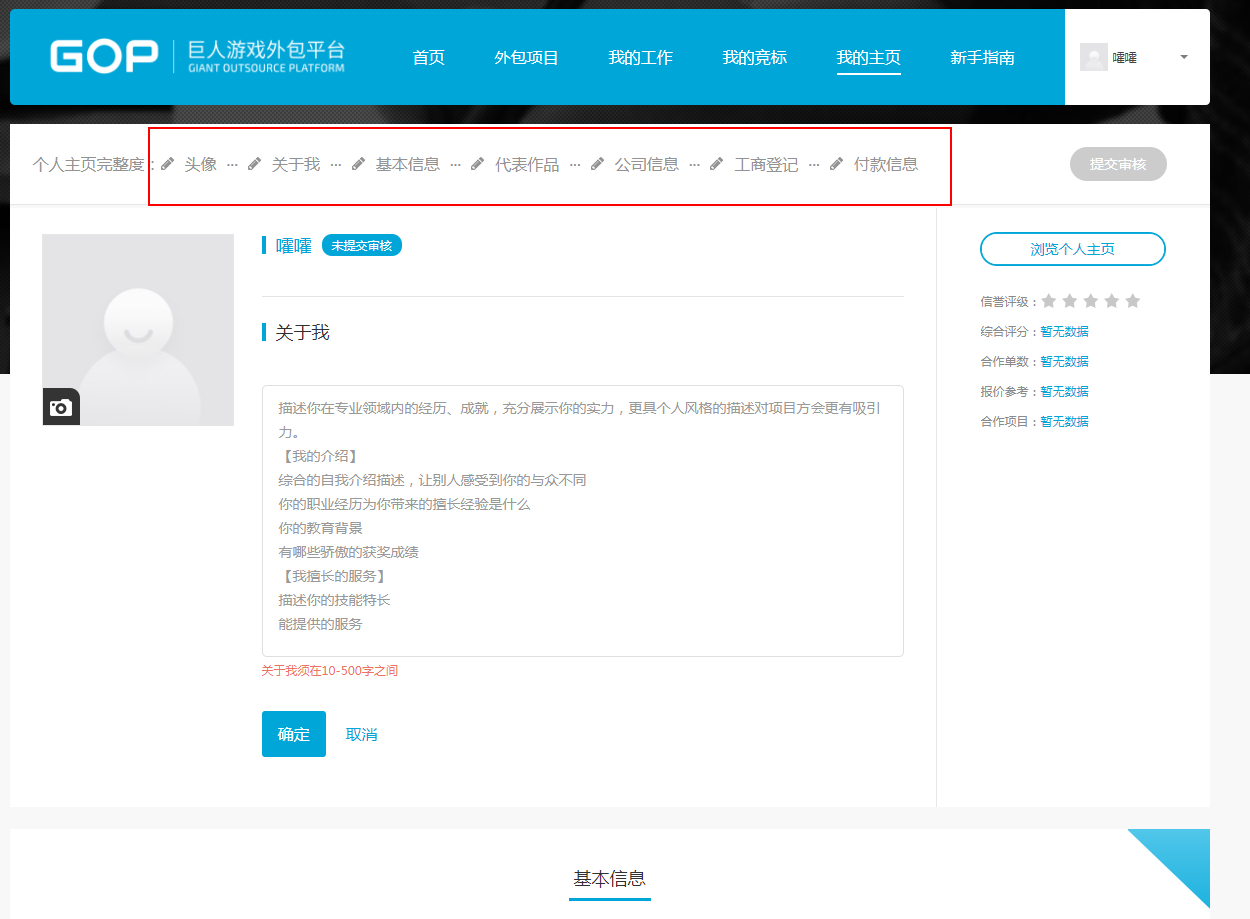 GOP 巨人游戏外包平台 GIANT OUTSOURCE PLATFORM
首页 外包项目 我的工作 我的竞标 我的主页 新手指南 嚯嚯
个人主页完整度: 头像 ··· 关于我 ··· 基本信息 ··· 代表作品 ··· 公司信息 ··· 工商登记 ··· 付款信息 提交审核
嚯嚯 未提交审核
关于我
描述你在专业领域内的经历、成就，充分展示你的实力，更具个人风格的描述对项目方会更有吸引
力。
【我的介绍】
综合的自我介绍描述，让别人感受到你的与众不同
你的职业经历为你带来的擅长经验是什么
你的教育背景
有哪些骄傲的获奖成绩
【我擅长的服务】
描述你的技能特长
能提供的服务
关于我须在10-500字之间
确定 取消
浏览个人主页
信誉评级：
综合评分：暂无数据
合作单数：暂无数据
报价参考：暂无数据
合作项目：暂无数据
基本信息